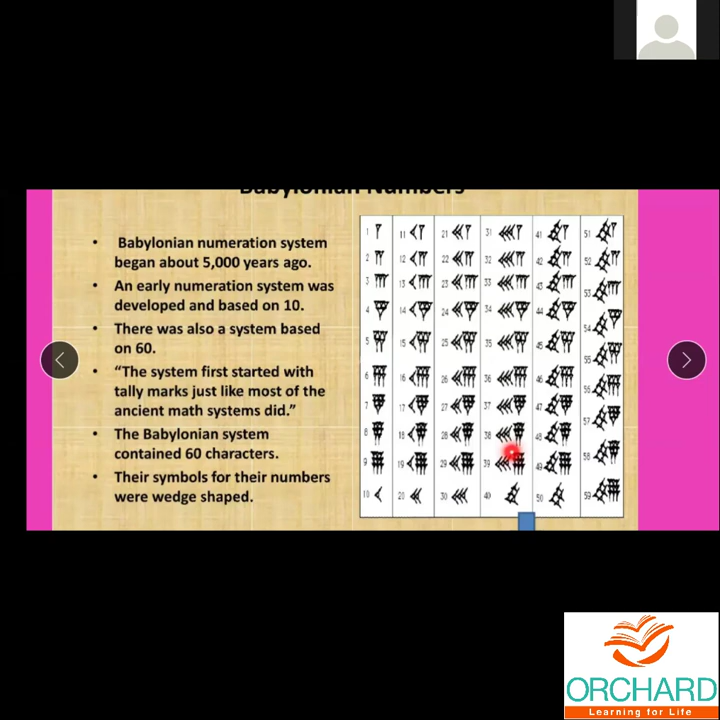 Babylonian Numbers
• Babylonian numeration system
began about 5,000 years ago.
• An early numeration system was
developed and based on 10.
• There was also a system based
on 60.
• “The system first started with
tally marks just like most of the
ancient math systems did.”
• The Babylonian system
contained 60 characters.
• Their symbols for their numbers
were wedge shaped.
1 𒐕 11 𒌋𒐕 21 𒌋𒌋𒐕 31 41 51
2 12 22 32 42 52
3 13 23 33 43 53
4 14 24 34 44 54
5 15 25 35 45 55
6 16 26 36 46 56
7 17 27 37 47 57
8 18 28 38 48 58
9 19 29 39 49 59
10 20 30 40 50
ORCHARD
Learning for Life